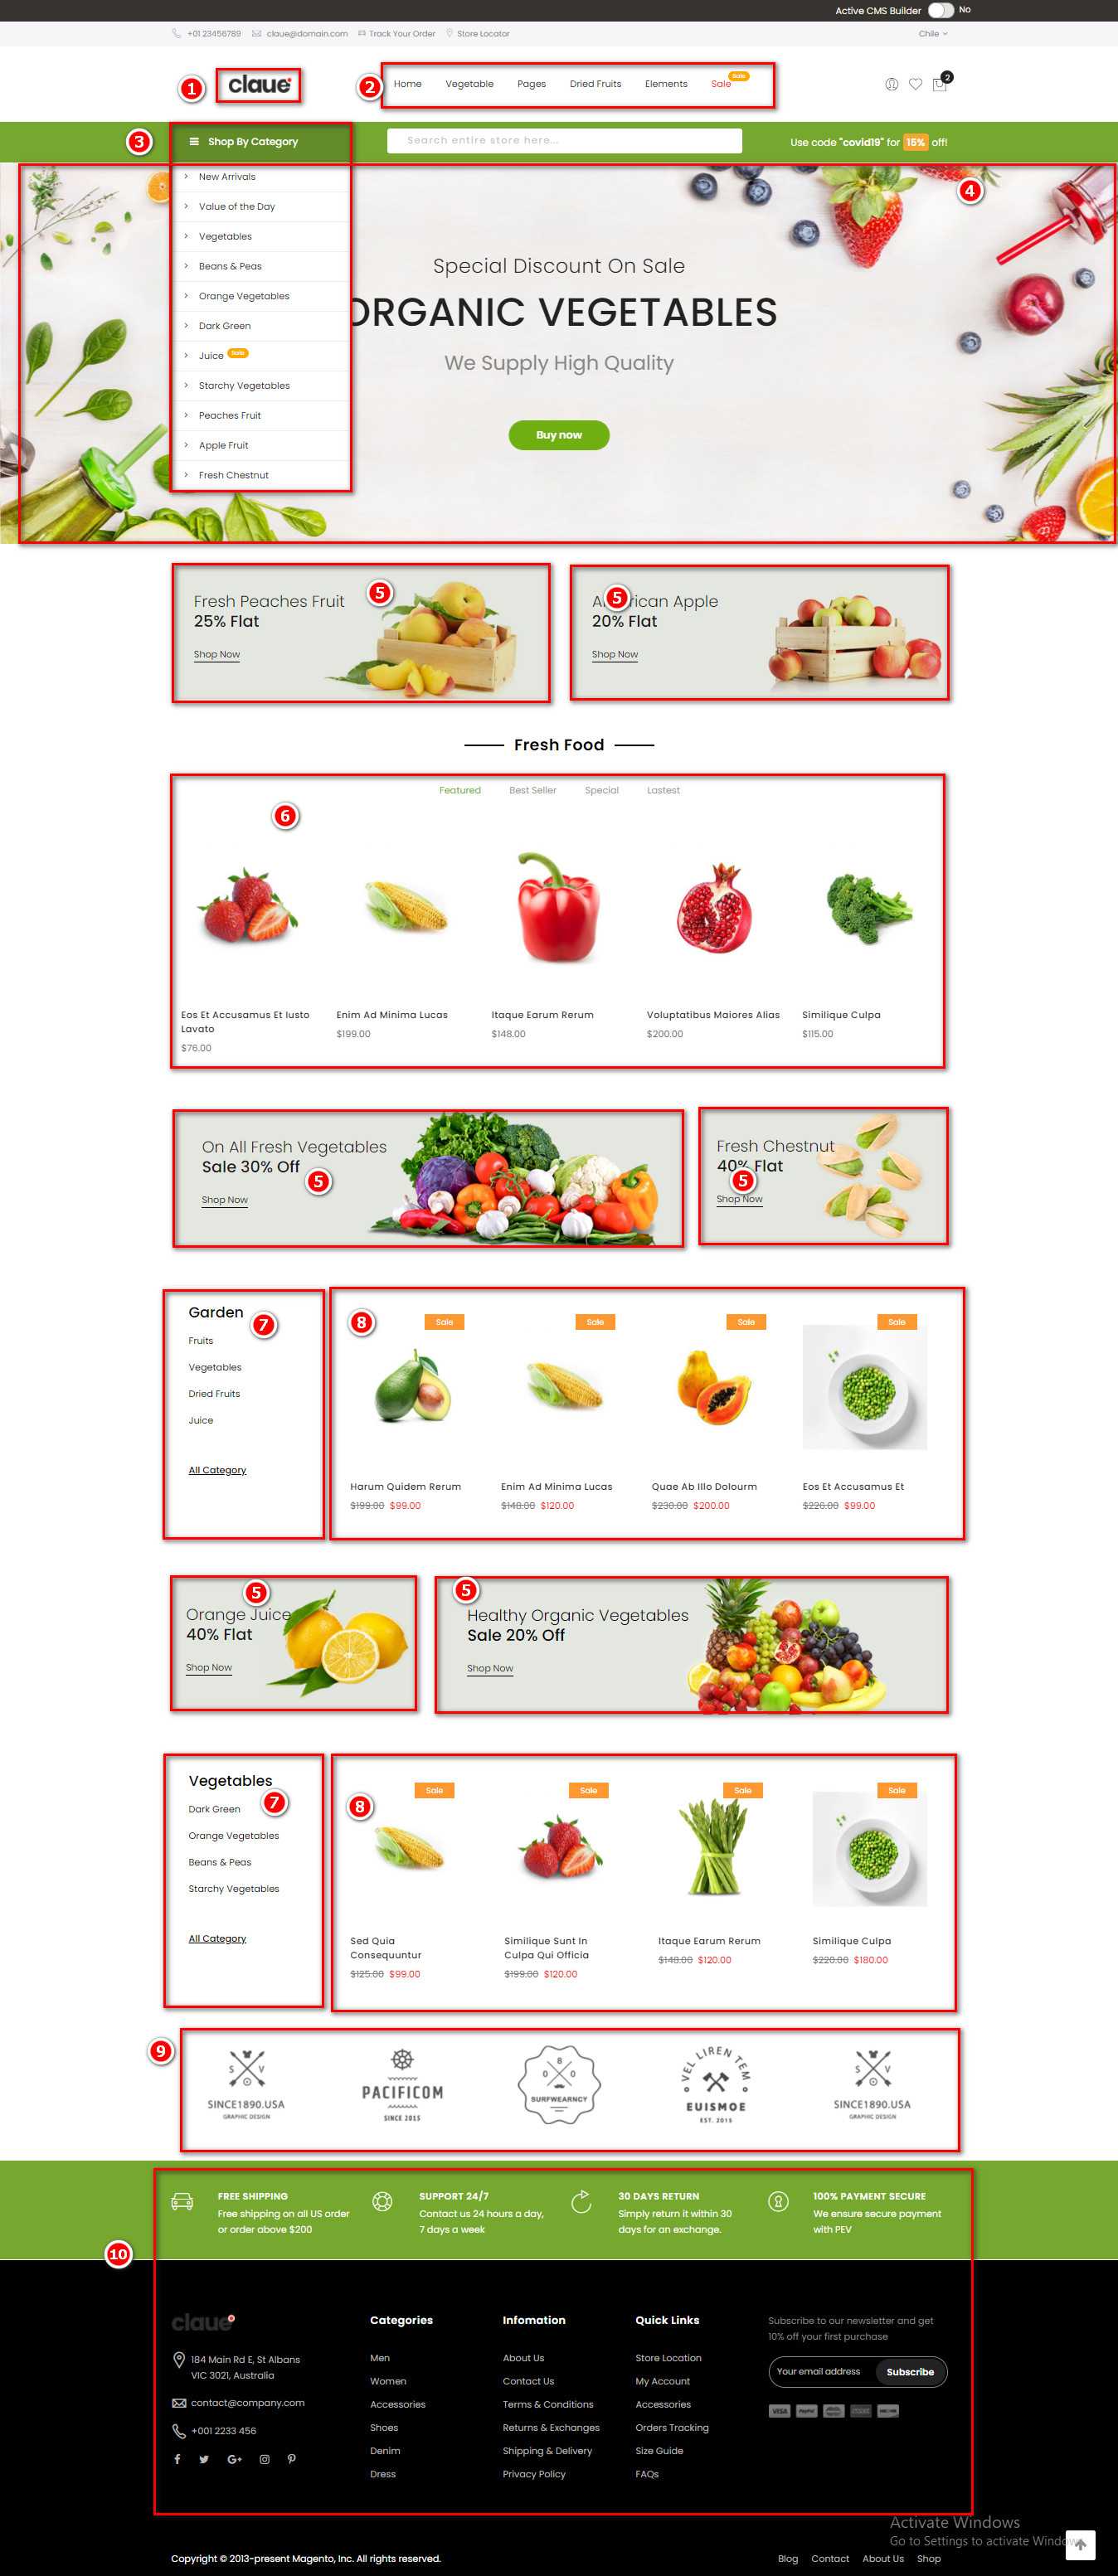 Active CMS Builder No
+01 23456789 claue@domain.com Track Your Order Store Locator Chile
1 claue 2 Home Vegetable Pages Dried Fruits Elements Sale Sale 2
3 Shop By Category Search entire store here... Use code "covid19" for 15% off!
4
New Arrivals
Value of the Day
Vegetables
Beans & Peas
Orange Vegetables
Dark Green
Juice Sale
Starchy Vegetables
Peaches Fruit
Apple Fruit
Fresh Chestnut
Special Discount On Sale
ORGANIC VEGETABLES
We Supply High Quality
Buy now
5
Fresh Peaches Fruit
25% Flat
Shop Now
5
rican Apple
20% Flat
Shop Now
Fresh Food
Featured Best Seller Special Lastest
6
Eos Et Accusamus Et Iusto
Lavato
$76.00
Enim Ad Minima Lucas
$199.00
Itaque Earum Rerum
$148.00
Voluptatibus Maiores Alias
$200.00
Similique Culpa
$115.00
On All Fresh Vegetables
Sale 30% Off
5
Shop Now
Fresh Chestnut
40% Flat
5
Shop Now
Garden
7
Fruits
Vegetables
Dried Fruits
Juice
All Category
8
Sale Sale Sale Sale
Harum Quidem Rerum
$199.00 $99.00
Enim Ad Minima Lucas
$148.00 $120.00
Quae Ab Illo Dolourm
$230.00 $200.00
Eos Et Accusamus Et
$226.00 $99.00
5
Orange Juice
40% Flat
Shop Now
5
Healthy Organic Vegetables
Sale 20% Off
Shop Now
Vegetables
7
Dark Green
Orange Vegetables
Beans & Peas
Starchy Vegetables
All Category
8
Sale Sale Sale Sale
Sed Quia
Consequuntur
$125.00 $99.00
Similique Sunt In
Culpa Qui Officia
$199.00 $120.00
Itaque Earum Rerum
$148.00 $120.00
Similique Culpa
$220.00 $180.00
9
S V
SINCE1890.USA
GRAPHIC DESIGN
PACIFICOM
SINCE 2015
8
O O
SURFWEARNCY
VEL LIREN TEM
EUISMOE
EST. 2015
S V
SINCE1890.USA
GRAPHIC DESIGN
10
FREE SHIPPING
Free shipping on all US order
or order above $200
SUPPORT 24/7
Contact us 24 hours a day,
7 days a week
30 DAYS RETURN
Simply return it within 30
days for an exchange.
100% PAYMENT SECURE
We ensure secure payment
with PEV
claue
184 Main Rd E, St Albans
VIC 3021, Australia
contact@company.com
+001 2233 456
Categories
Men
Women
Accessories
Shoes
Denim
Dress
Infomation
About Us
Contact Us
Terms & Conditions
Returns & Exchanges
Shipping & Delivery
Privacy Policy
Quick Links
Store Location
My Account
Accessories
Orders Tracking
Size Guide
FAQs
Subscribe to our newsletter and get
10% off your first purchase
Your email address Subscribe
VISA PayPal
Activate Windows
Go to Settings to activate Windows
Copyright © 2013-present Magento, Inc. All rights reserved.
Blog Contact About Us Shop